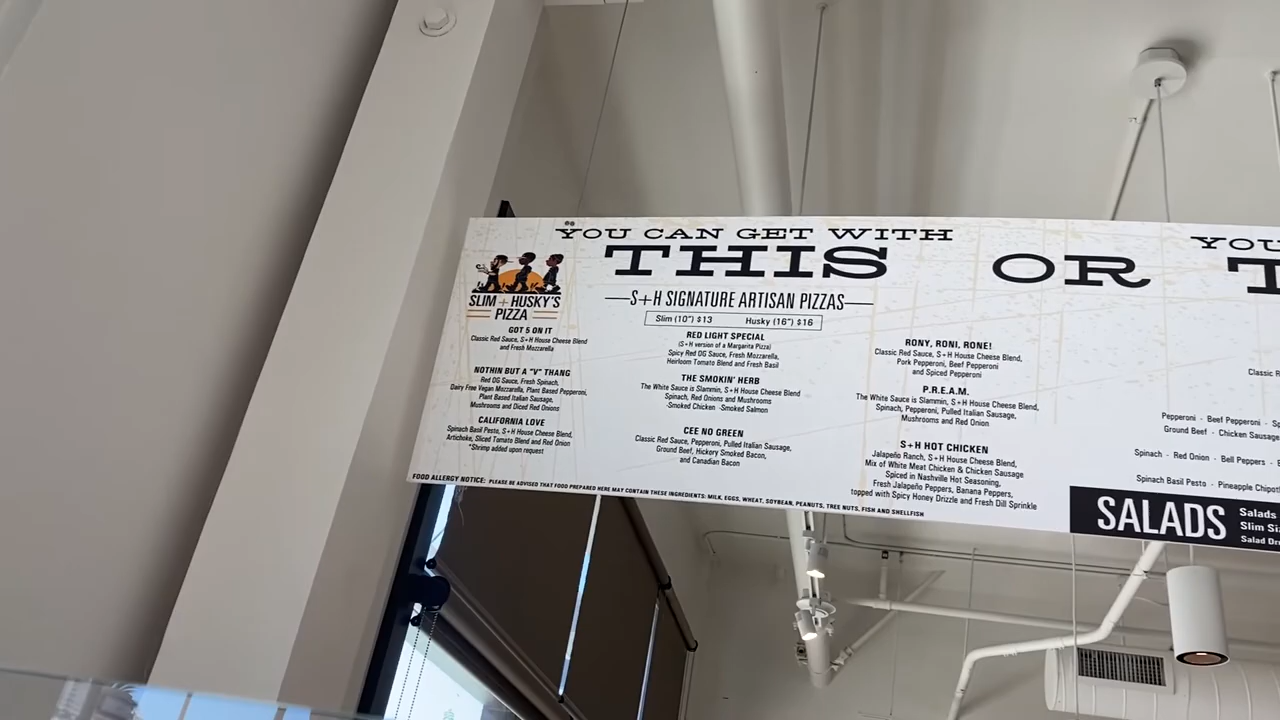 YOU CAN GET WITH
THIS OR
YOU
SLIM + HUSKY'S
PIZZA
S+H SIGNATURE ARTISAN PIZZAS
Slim (10") $13 Husky (16") $16
GOT 5 ON IT
Classic Red Sauce, S+H House Cheese Blend
and Fresh Mozzarella
NOTHIN BUT A "V" THANG
Red OG Sauce, Fresh Spinach,
Dairy Free Vegan Mozzarella, Plant Based Pepperoni,
Plant Based Italian Sausage,
Mushrooms and Diced Red Onions
CALIFORNIA LOVE
Spinach Basil Pesto, S+H House Cheese Blend,
Artichoke, Sliced Tomato Blend and Red Onion
*Shrimp added upon request
RED LIGHT SPECIAL
(S+H version of a Margarita Pizza)
Spicy Red OG Sauce, Fresh Mozzarella,
Heirloom Tomato Blend and Fresh Basil
THE SMOKIN' HERB
The White Sauce is Slammin, S+H House Cheese Blend
Spinach, Red Onions and Mushrooms
-Smoked Chicken -Smoked Salmon
CEE NO GREEN
Classic Red Sauce, Pepperoni, Pulled Italian Sausage,
Ground Beef, Hickory Smoked Bacon,
and Canadian Bacon
RONY, RONI, RONE!
Classic Red Sauce, S+H House Cheese Blend,
Pork Pepperoni, Beef Pepperoni
and Spiced Pepperoni
P.R.E.A.M.
The White Sauce is Slammin, S+H House Cheese Blend,
Spinach, Pepperoni, Pulled Italian Sausage,
Mushrooms and Red Onion
S+H HOT CHICKEN
Jalapeño Ranch, S+H House Cheese Blend,
Mix of White Meat Chicken & Chicken Sausage
Spiced in Nashville Hot Seasoning,
Fresh Jalapeño Peppers, Banana Peppers,
topped with Spicy Honey Drizzle and Fresh Dill Sprinkle
Classic
Pepperoni - Beef Pepperoni -
Ground Beef - Chicken Sausage
Spinach - Red Onion - Bell Peppers -
Spinach Basil Pesto - Pineapple
SALADS
Salads
Slim
Salad
FOOD ALLERGY NOTICE: PLEASE BE ADVISED THAT FOOD PREPARED HERE MAY CONTAIN THESE INGREDIENTS: MILK, EGGS, WHEAT, SOYBEAN, PEANUTS, TREE NUTS, FISH AND SHELLFISH